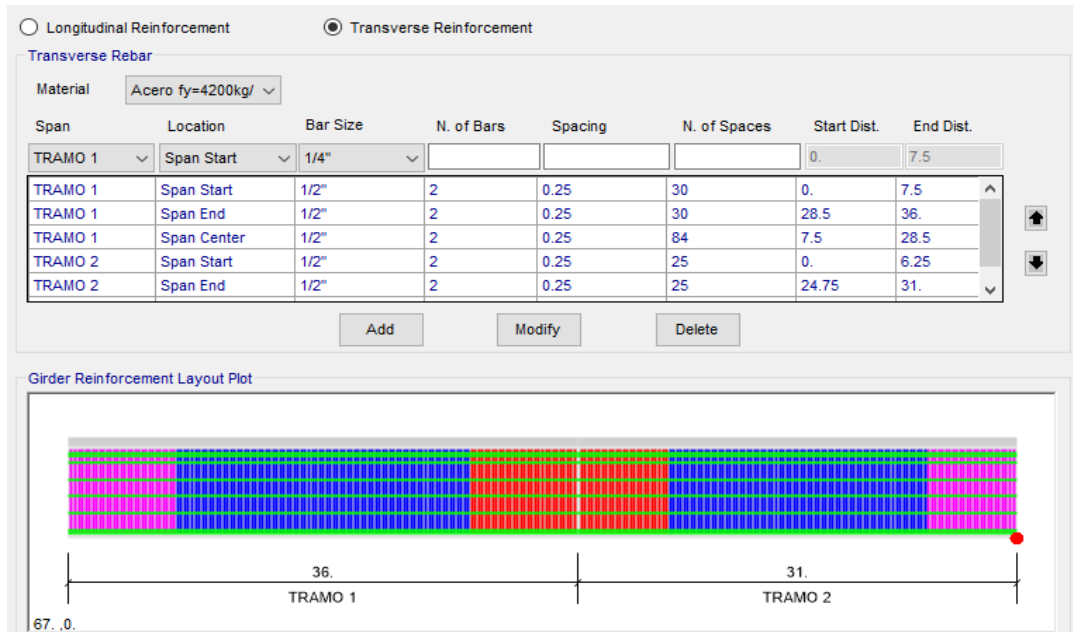 Longitudinal Reinforcement Transverse Reinforcement
Transverse Rebar
Material Acero fy=4200kg/
Span Location Bar Size N. of Bars Spacing N. of Spaces Start Dist. End Dist.
TRAMO 1 Span Start 1/4" 0. 7.5
TRAMO 1 Span Start 1/2" 2 0.25 30 0. 7.5
TRAMO 1 Span End 1/2" 2 0.25 30 28.5 36.
TRAMO 1 Span Center 1/2" 2 0.25 84 7.5 28.5
TRAMO 2 Span Start 1/2" 2 0.25 25 0. 6.25
TRAMO 2 Span End 1/2" 2 0.25 25 24.75 31.
Add Modify Delete
Girder Reinforcement Layout Plot
36. 31.
TRAMO 1 TRAMO 2
67. ,0.